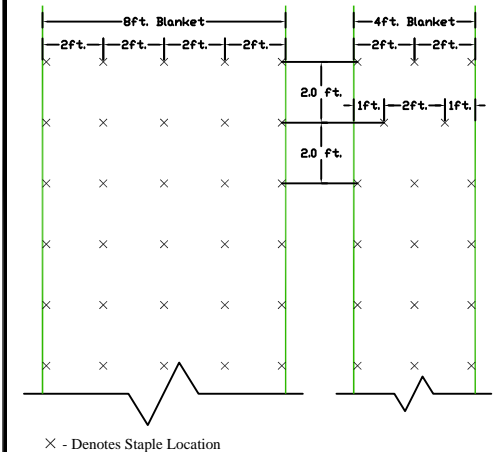 8ft. Blanket
4ft. Blanket
2ft. 2ft. 2ft. 2ft.
2ft. 2ft.
2.0 ft.
1ft. 2ft. 1ft.
2.0 ft.
× - Denotes Staple Location